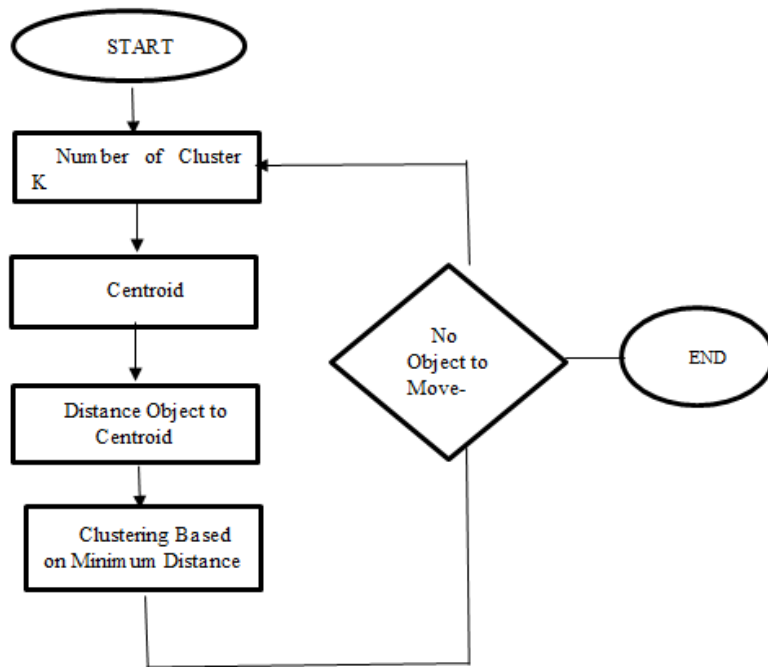 START
Number of Cluster
K
Centroid
Distance Object to
Centroid
Clustering Based
on Minimum Distance
No
Object to
Move-
END